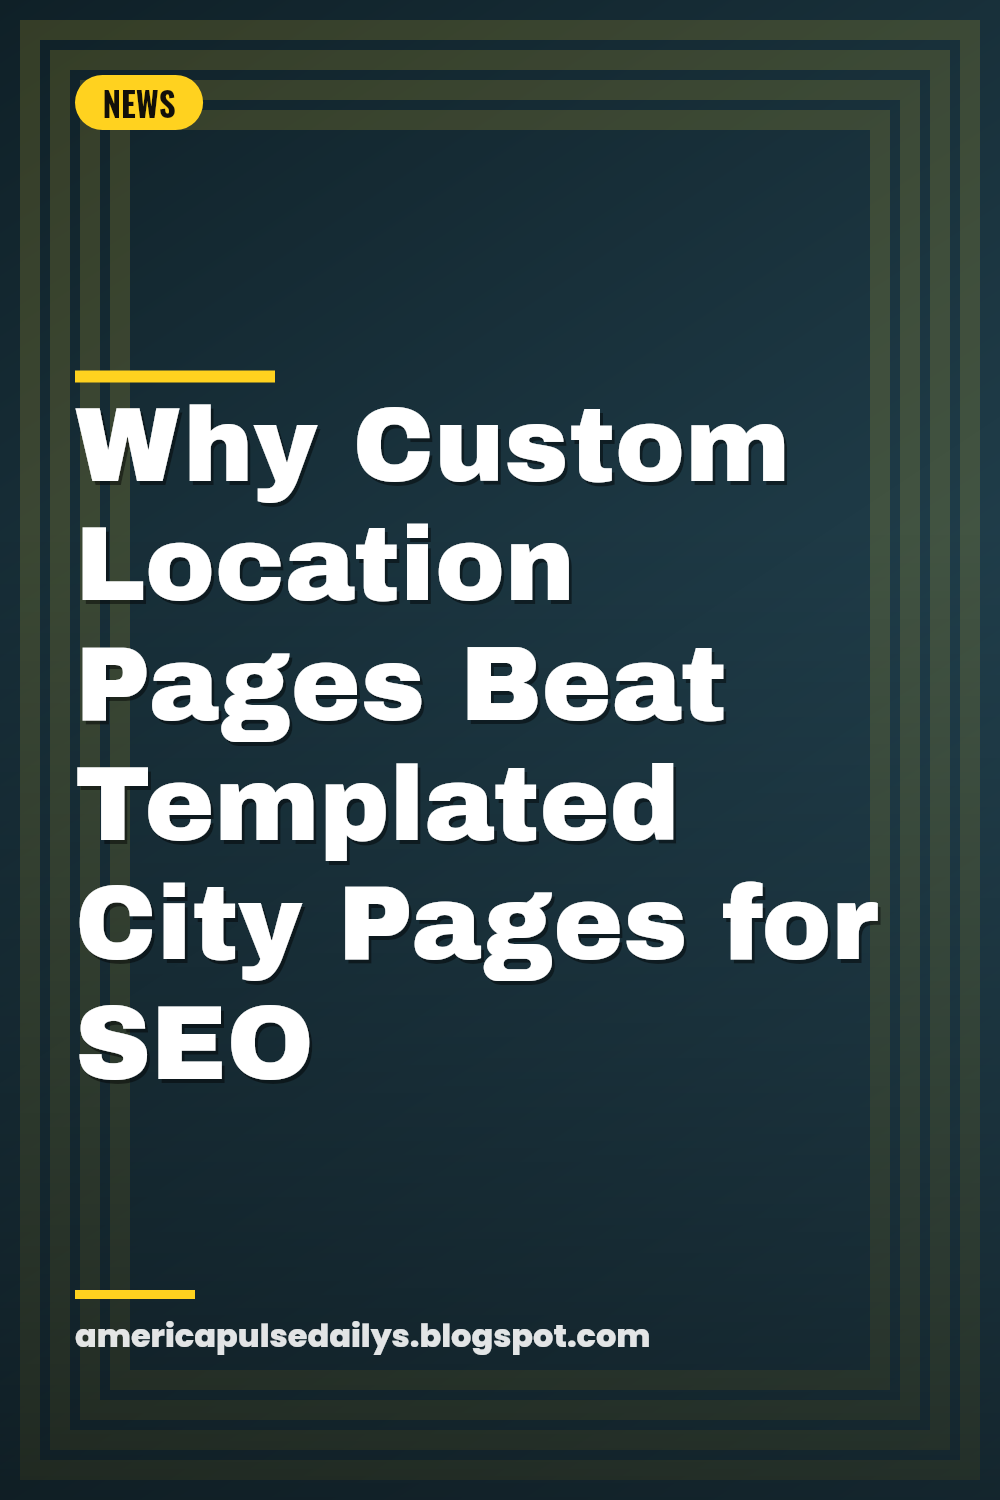 NEWS
Why Custom
Location
Pages Beat
Templated
City Pages for
SEO
americapulsedailys.blogspot.com